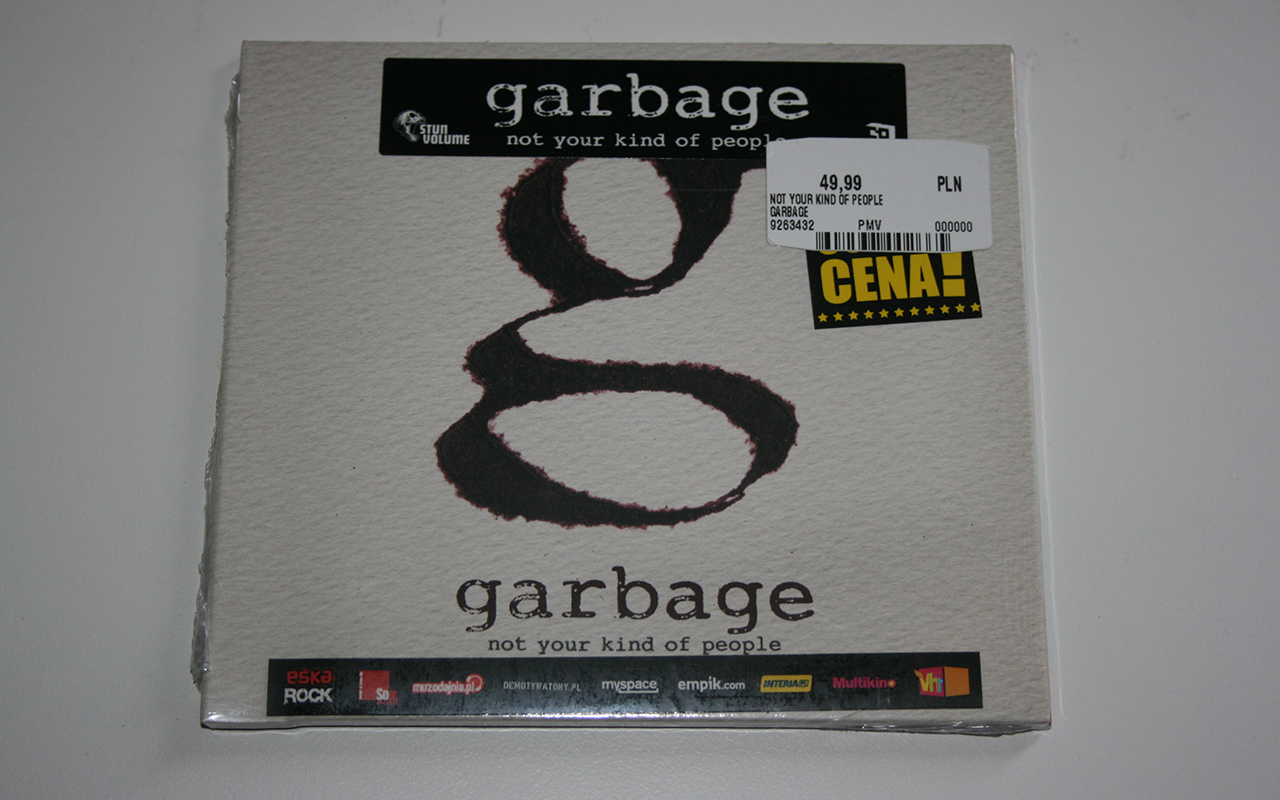 garbage
STUN
VOLUME
not your kind of
49,99 PLN
NOT YOUR KIND OF PEOPLE
GARBAGE
9263432 PMV 000000
CENA!
g
garbage
not your kind of people
eska
ROCK
So
muzodajnia.pl
DEMOTYWATORY.PL
myspace
empik.com
INTERIA.PL
Multikino
VH1